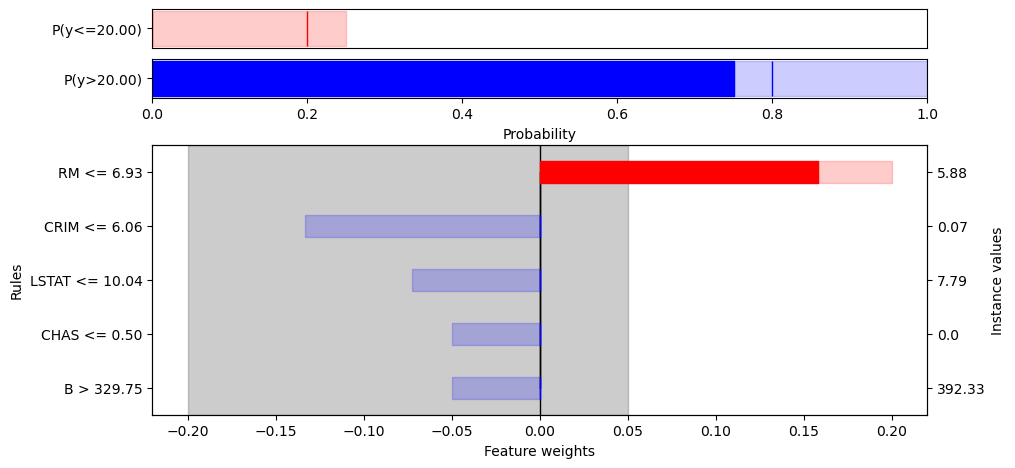 P(y<=20.00)
P(y>20.00)
0.0 0.2 0.4 0.6 0.8 1.0
Probability
RM <= 6.93 5.88
CRIM <= 6.06 0.07
LSTAT <= 10.04 7.79
CHAS <= 0.50 0.0
B > 329.75 392.33
Rules
Instance values
−0.20 −0.15 −0.10 −0.05 0.00 0.05 0.10 0.15 0.20
Feature weights